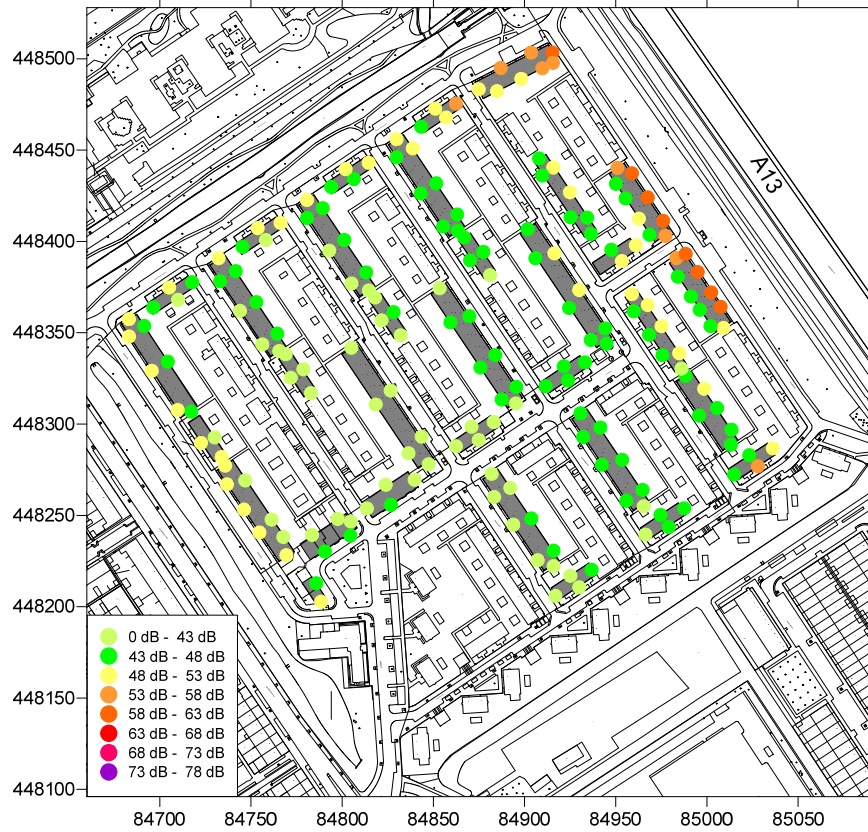 448500
448450
A13
448400
448350
448300
448250
448200
0 dB - 43 dB
43 dB - 48 dB
48 dB - 53 dB
53 dB - 58 dB
58 dB - 63 dB
63 dB - 68 dB
68 dB - 73 dB
73 dB - 78 dB
448150
448100
84700 84750 84800 84850 84900 84950 85000 85050